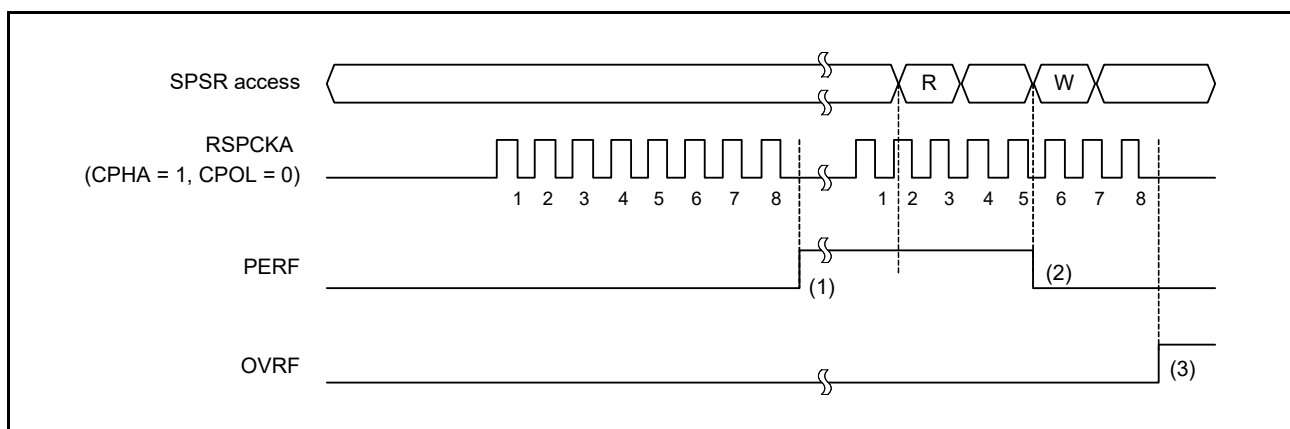 SPSR access
R
W
RSPCKA
(CPHA = 1, CPOL = 0)
1 2 3 4 5 6 7 8 1 2 3 4 5 6 7 8
PERF
(1)
(2)
OVRF
(3)